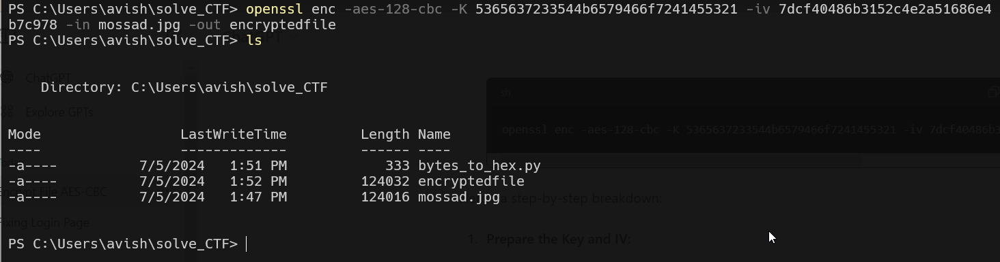 PS C:\Users\avish\solve_CTF> openssl enc -aes-128-cbc -K 5365637233544b6579466f7241455321 -iv 7dcf40486b3152c4e2a51686e4
b7c978 -in mossad.jpg -out encryptedfile
PS C:\Users\avish\solve_CTF> ls
ChatGPT
Directory: C:\Users\avish\solve_CTF
sh
Explore GPTs
openssl enc -aes-128-cbc -K 5365637233544b6579466f7241455321 -iv 7dcf40486b3
Mode LastWriteTime Length Name
---- ------------- ------ ----
-a---- 7/5/2024 1:51 PM 333 bytes_to_hex.py
-a---- 7/5/2024 1:52 PM 124032 encryptedfile
Encrypt File AES-CBC
-a---- 7/5/2024 1:47 PM 124016 mossad.jpg
a step-by-step breakdown:
Fixing Login Page
1. Prepare the Key and IV:
PS C:\Users\avish\solve_CTF>